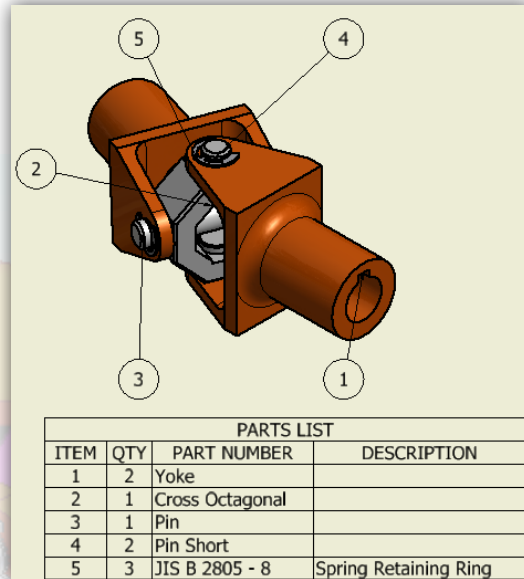 5
4
2
3
1
PARTS LIST
ITEM QTY PART NUMBER DESCRIPTION
1 2 Yoke
2 1 Cross Octagonal
3 1 Pin
4 2 Pin Short
5 3 JIS B 2805 - 8 Spring Retaining Ring